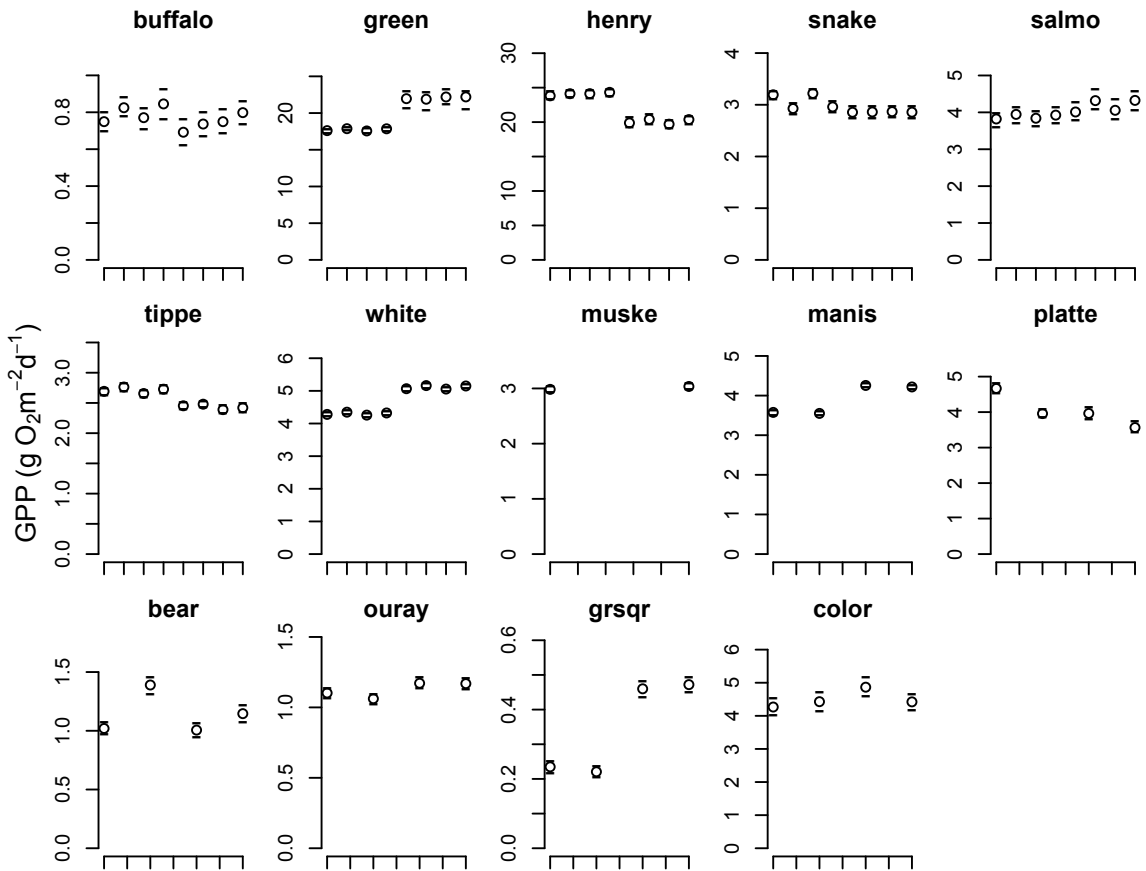 buffalo green henry snake salmo
0.0 0.4 0.8
0 5 10 20
0 5 10 20 30
0 1 2 3 4
0 1 2 3 4 5
tippe white muske manis platte
GPP (g O₂m⁻²d⁻¹)
0.0 1.0 2.0 3.0
0 1 2 3 4 5 6
0 1 2 3
0 1 2 3 4 5
0 1 2 3 4 5
bear ouray grsqr color
0.0 0.5 1.0 1.5
0.0 0.5 1.0 1.5
0.0 0.2 0.4 0.6
0 1 2 3 4 5 6